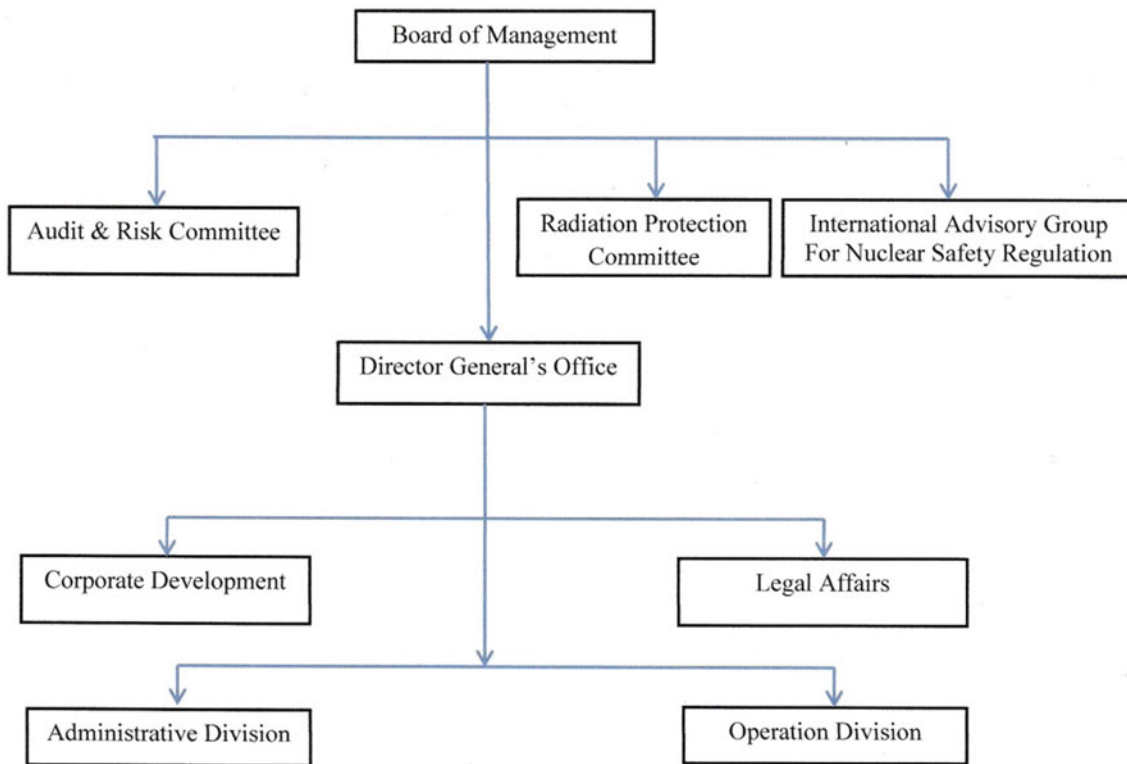 Board of Management
Audit & Risk Committee
Radiation Protection
Committee
International Advisory Group
For Nuclear Safety Regulation
Director General’s Office
Corporate Development
Legal Affairs
Administrative Division
Operation Division